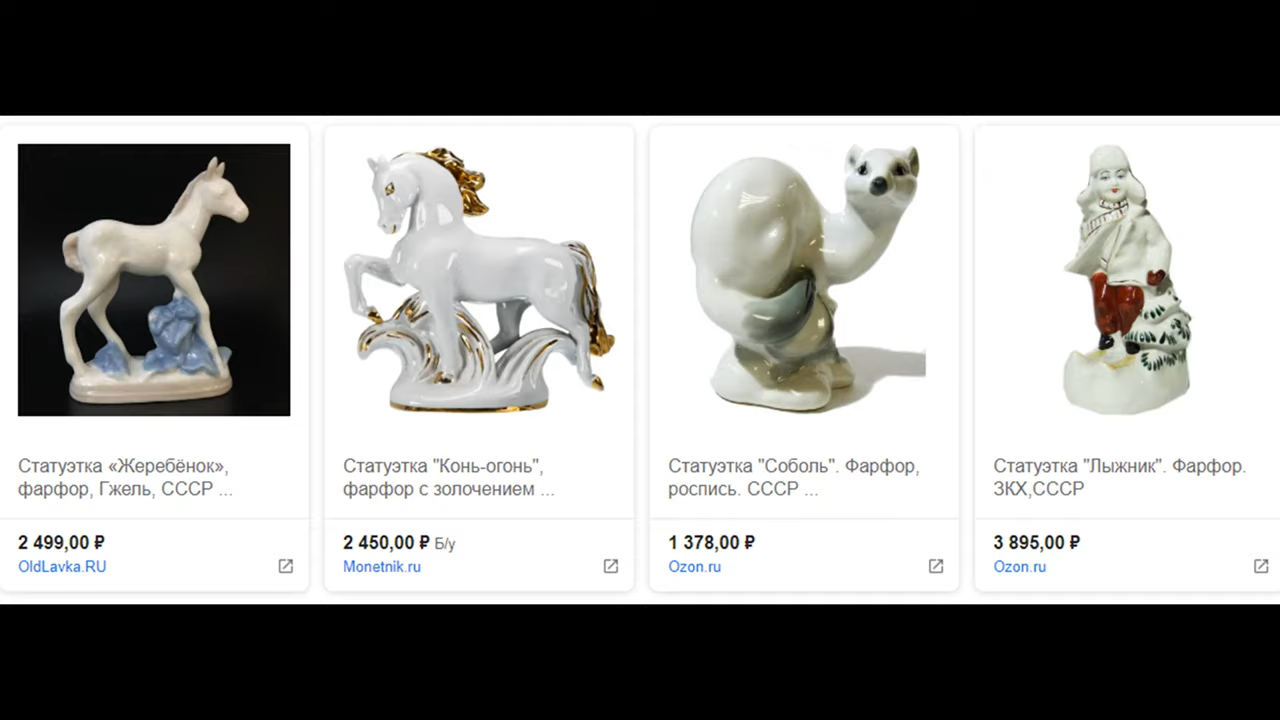 Статуэтка «Жеребёнок»,
фарфор, Гжель, СССР ...
2 499,00 ₽
OldLavka.RU
Статуэтка "Конь-огонь",
фарфор с золочением ...
2 450,00 ₽ Б/у
Monetnik.ru
Статуэтка "Соболь". Фарфор,
роспись. СССР ...
1 378,00 ₽
Ozon.ru
Статуэтка "Лыжник". Фарфор.
ЗКХ,СССР
3 895,00 ₽
Ozon.ru